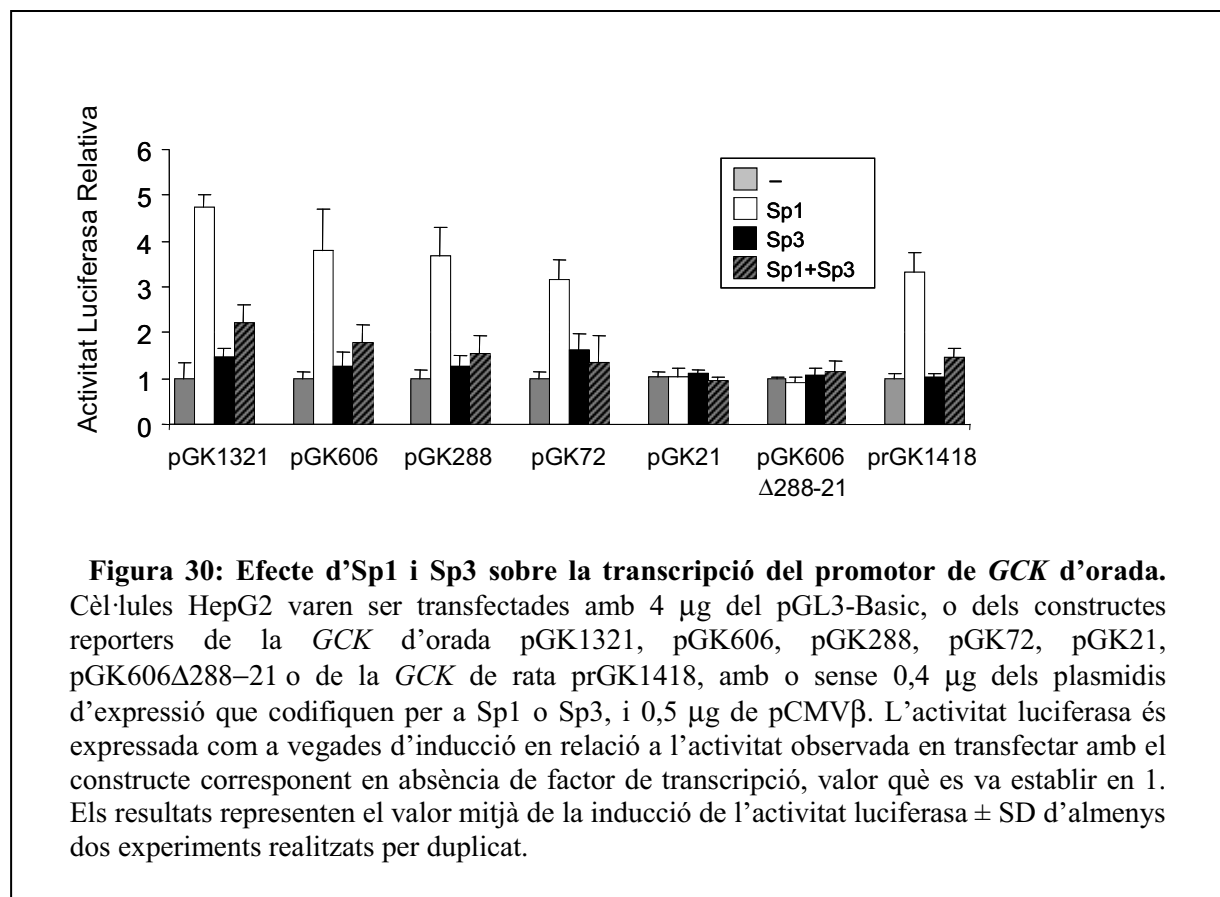 Activitat Luciferasa Relativa
6
5
4
3
2
1
0
–
Sp1
Sp3
Sp1+Sp3
pGK1321 pGK606 pGK288 pGK72 pGK21 pGK606 prGK1418
Δ288-21
Figura 30: Efecte d’Sp1 i Sp3 sobre la transcripció del promotor de GCK d’orada.
Cèl·lules HepG2 varen ser transfectades amb 4 μg del pGL3-Basic, o dels constructes
reporters de la GCK d’orada pGK1321, pGK606, pGK288, pGK72, pGK21,
pGK606Δ288−21 o de la GCK de rata prGK1418, amb o sense 0,4 μg dels plasmidis
d’expressió que codifiquen per a Sp1 o Sp3, i 0,5 μg de pCMVβ. L’activitat luciferasa és
expressada com a vegades d’inducció en relació a l’activitat observada en transfectar amb el
constructe corresponent en absència de factor de transcripció, valor què es va establir en 1.
Els resultats representen el valor mitjà de la inducció de l’activitat luciferasa ± SD d’almenys
dos experiments realitzats per duplicat.